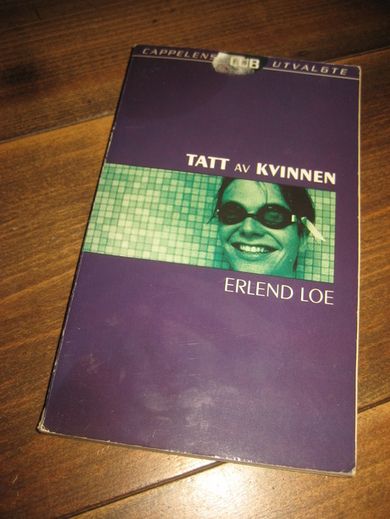 CAPPELENS UTVALGTE
TATT AV KVINNEN
ERLEND LOE